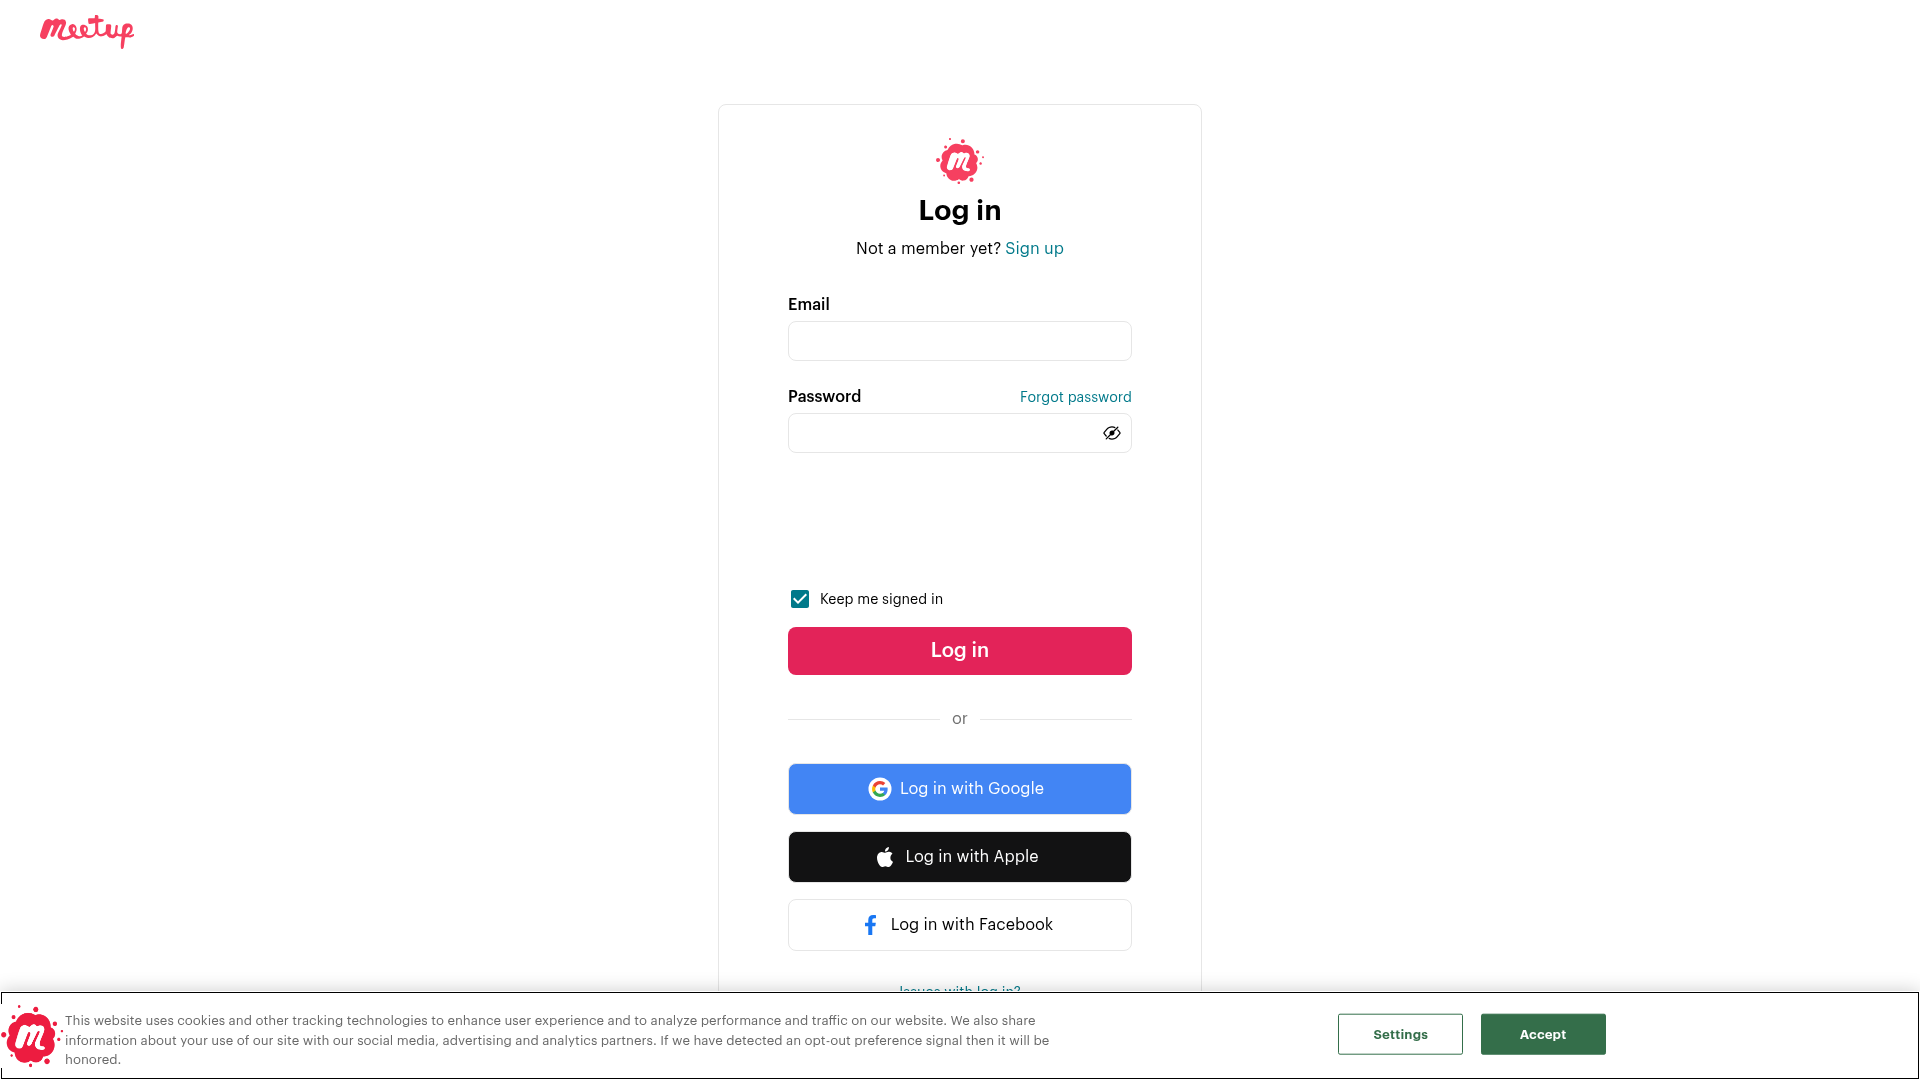 meetup
m
Log in
Not a member yet? Sign up
Email
Password
Forgot password
Keep me signed in
Log in
or
G Log in with Google
Log in with Apple
f Log in with Facebook
Issues with log in?
m
This website uses cookies and other tracking technologies to enhance user experience and to analyze performance and traffic on our website. We also share
information about your use of our site with our social media, advertising and analytics partners. If we have detected an opt-out preference signal then it will be
honored.
Settings
Accept